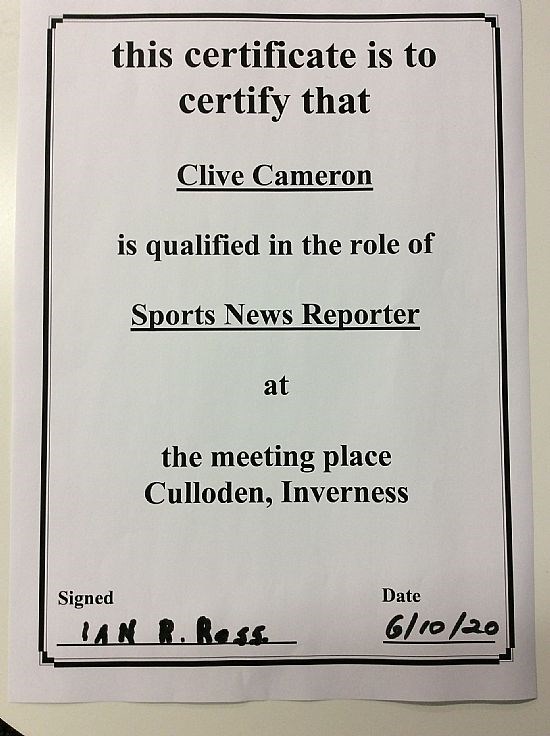 this certificate is to
certify that
Clive Cameron
is qualified in the role of
Sports News Reporter
at
the meeting place
Culloden, Inverness
Signed Date
IAN R. Ross 6/10/20